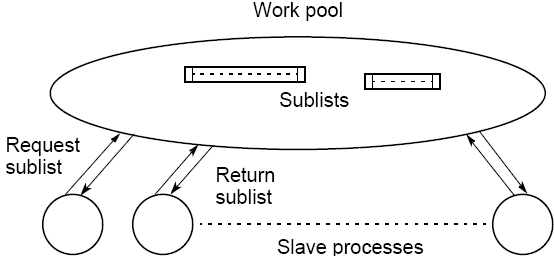 Work pool
Sublists
Request
sublist
Return
sublist
Slave processes